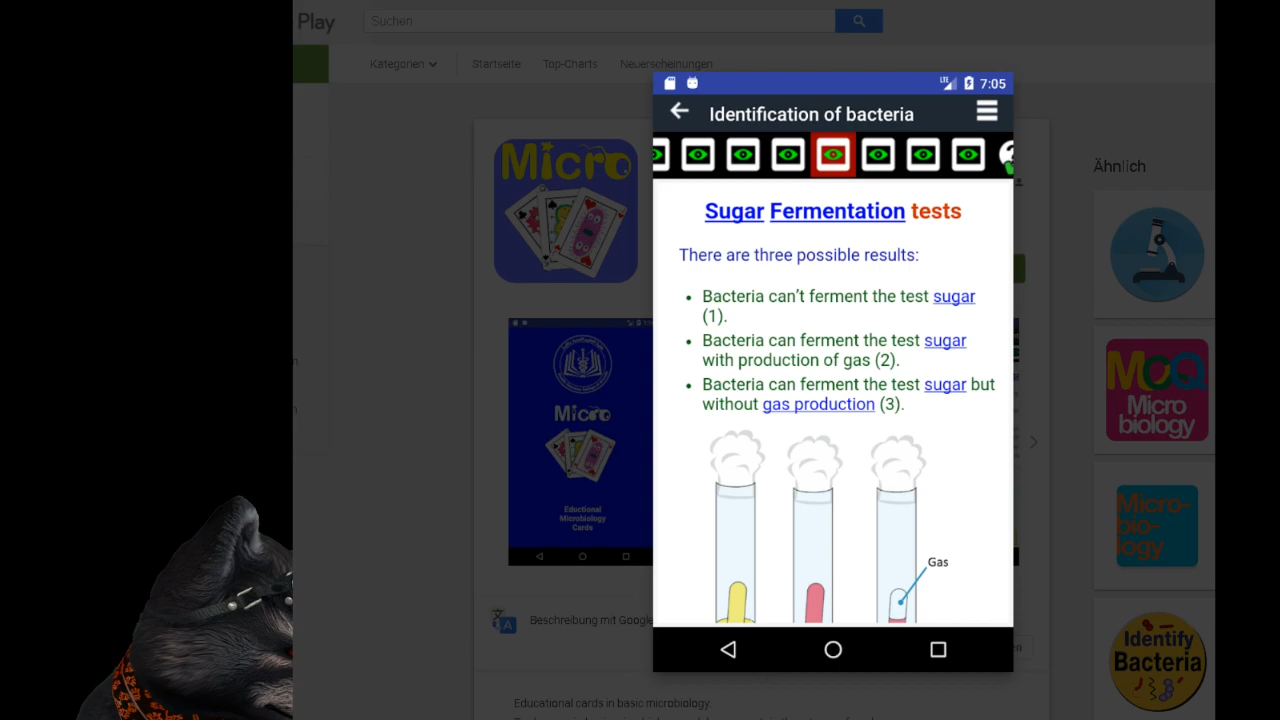 Play
Suchen
Kategorien
Startseite
Top-Charts
Neuerscheinungen
LTE
7:05
Identification of bacteria
Micro
Ähnlich
Sugar Fermentation tests
There are three possible results:
• Bacteria can't ferment the test sugar
(1).
• Bacteria can ferment the test sugar
with production of gas (2).
• Bacteria can ferment the test sugar but
without gas production (3).
Gas
Micro
Eductional
Microbiology
Cards
MOQ
Micro
biology
Micro-
bio-
logy
Identify
Bacteria
Beschreibung mit Google
en
Educational cards in basic microbiology.